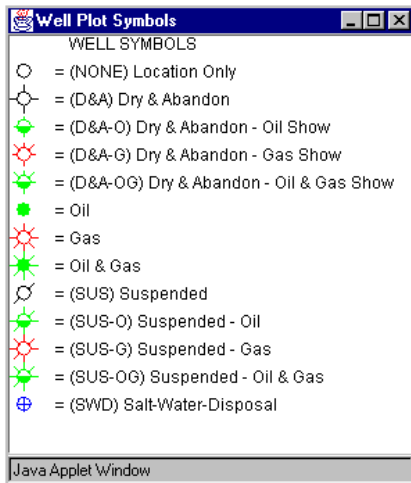 Well Plot Symbols
WELL SYMBOLS
= (NONE) Location Only
= (D&A) Dry & Abandon
= (D&A-O) Dry & Abandon - Oil Show
= (D&A-G) Dry & Abandon - Gas Show
= (D&A-OG) Dry & Abandon - Oil & Gas Show
= Oil
= Gas
= Oil & Gas
= (SUS) Suspended
= (SUS-O) Suspended - Oil
= (SUS-G) Suspended - Gas
= (SUS-OG) Suspended - Oil & Gas
= (SWD) Salt-Water-Disposal
Java Applet Window